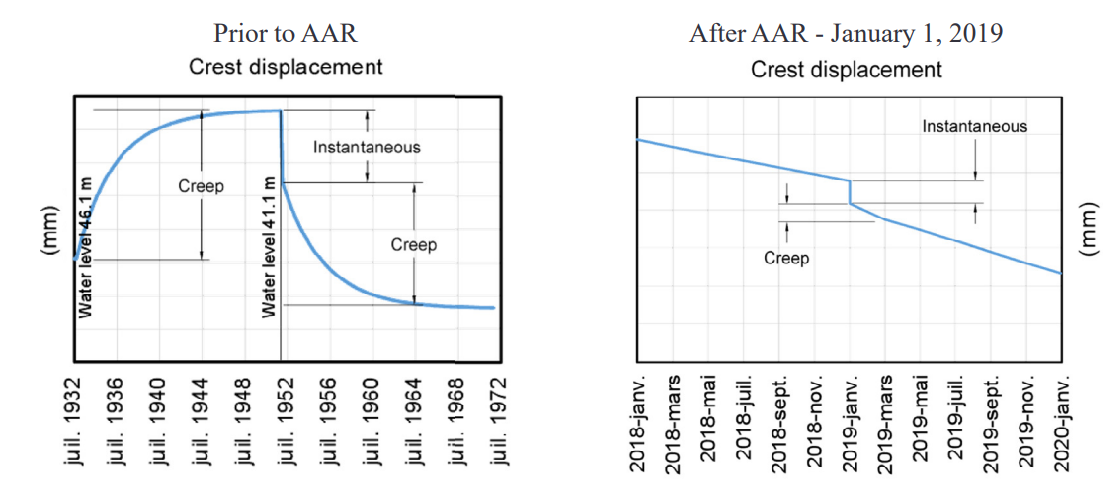 Prior to AAR
Crest displacement
(mm)
Water level 46.1 m
Creep
Water level 41.1 m
Instantaneous
Creep
juil. 1932
juil. 1936
juil. 1940
juil. 1944
juil. 1948
juil. 1952
juil. 1956
juil. 1960
juil. 1964
juil. 1968
juil. 1972
After AAR - January 1, 2019
Crest displacement
Instantaneous
Creep
(mm)
2018-janv.
2018-mars
2018-mai
2018-juil.
2018-sept.
2018-nov.
2019-janv.
2019-mars
2019-mai
2019-juil.
2019-sept.
2019-nov.
2020-janv.